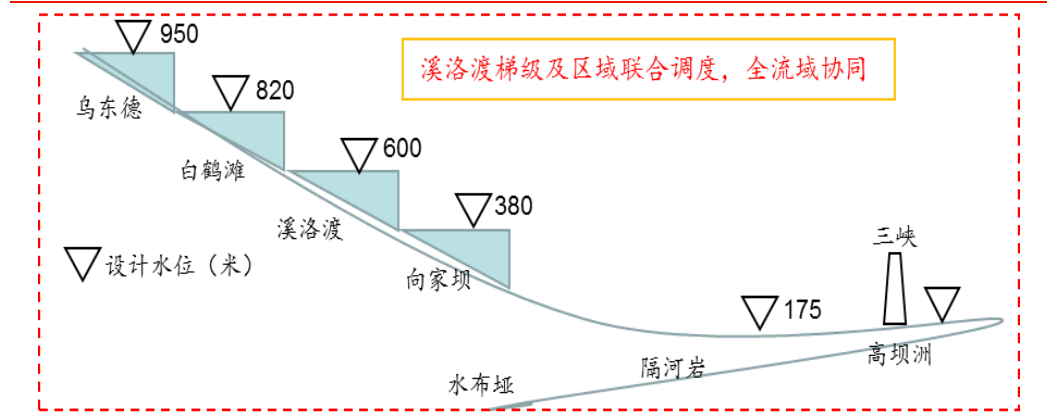 950
溪洛渡梯级及区域联合调度，全流域协同
乌东德
820
白鹤滩
600
溪洛渡
380
三峡
设计水位（米）
向家坝
175
高坝洲
隔河岩
水布垭